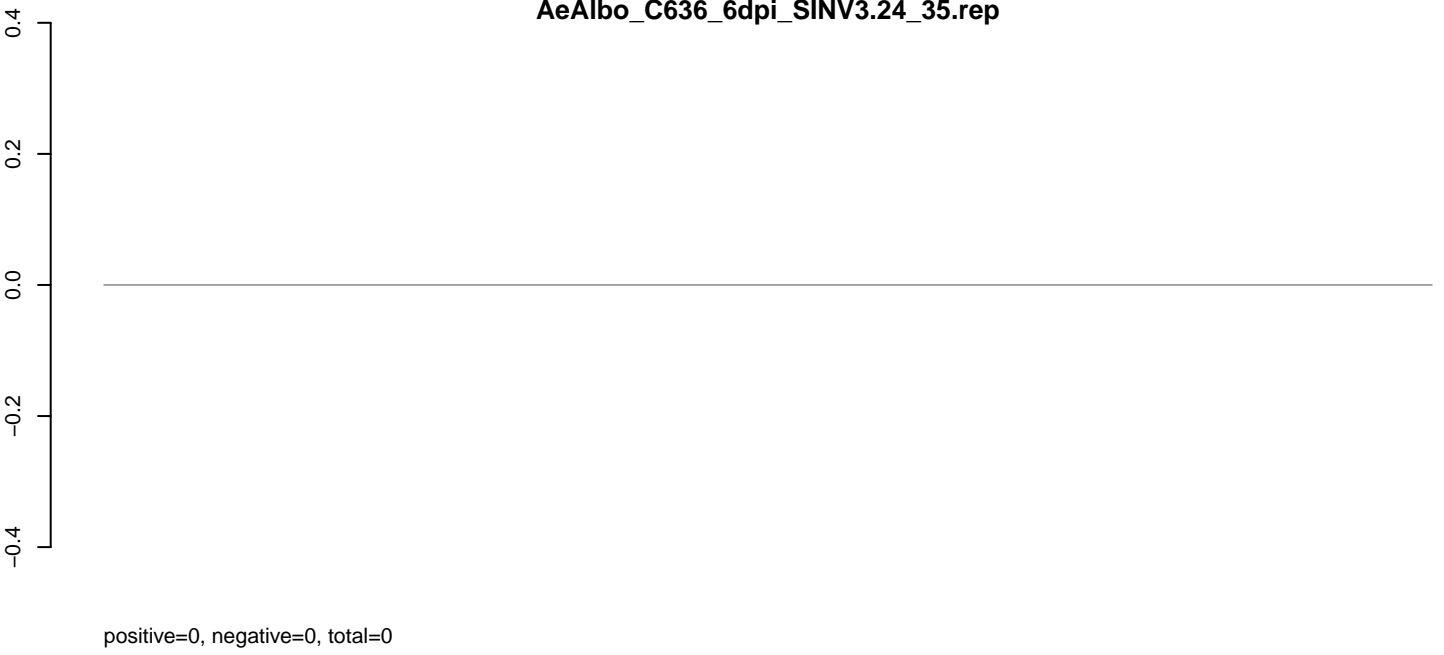 AeAlbo_C636_6dpi_SINV3.24_35.rep
0.4
0.2
0.0
−0.2
−0.4
positive=0, negative=0, total=0